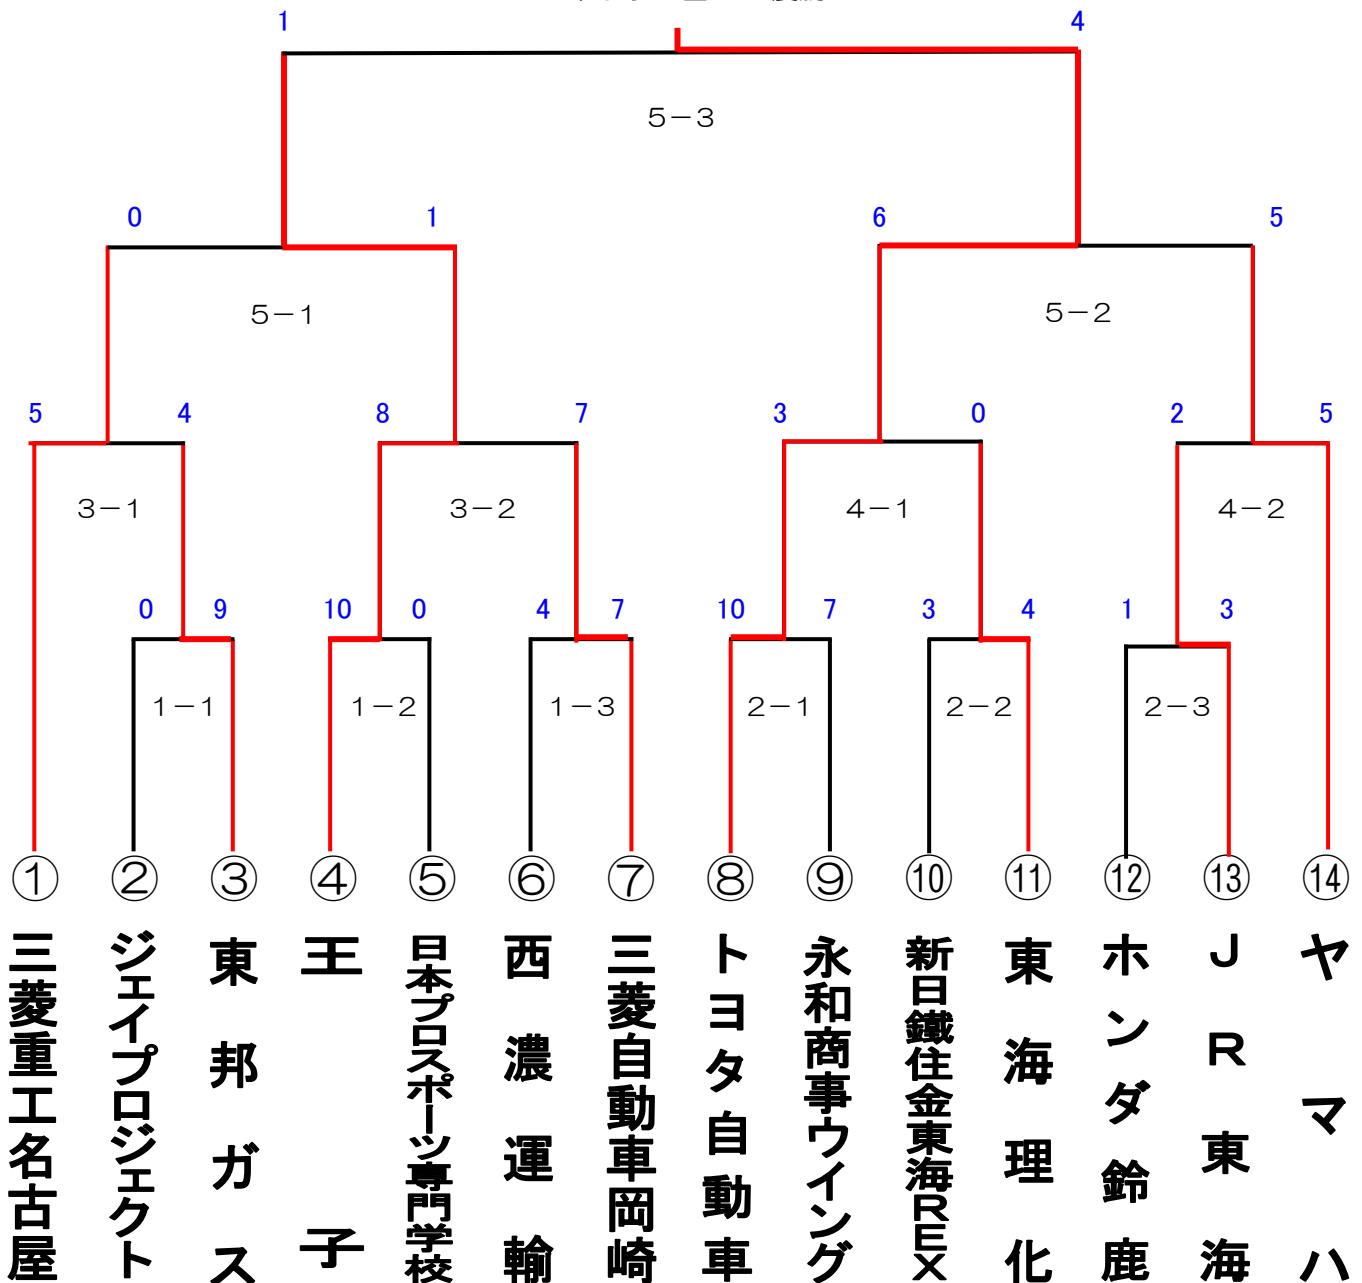 1 4
5－3
0 1 6 5
5－1 5－2
5 4 8 7 3 0 2 5
3－1 3－2 4－1 4－2
0 9 10 0 4 7 10 7 3 4 1 3
1－1 1－2 1－3 2－1 2－2 2－3
① ② ③ ④ ⑤ ⑥ ⑦ ⑧ ⑨ ⑩ ⑪ ⑫ ⑬ ⑭
三菱重工名古屋
ジェイプロジェクト
東邦ガス
王子
日本プロスポーツ専門学校
西濃運輸
三菱自動車岡崎
トヨタ自動車
永和商事ウイング
新日鐵住金東海REX
東海理化
ホンダ鈴鹿
JR東海
ヤマハ